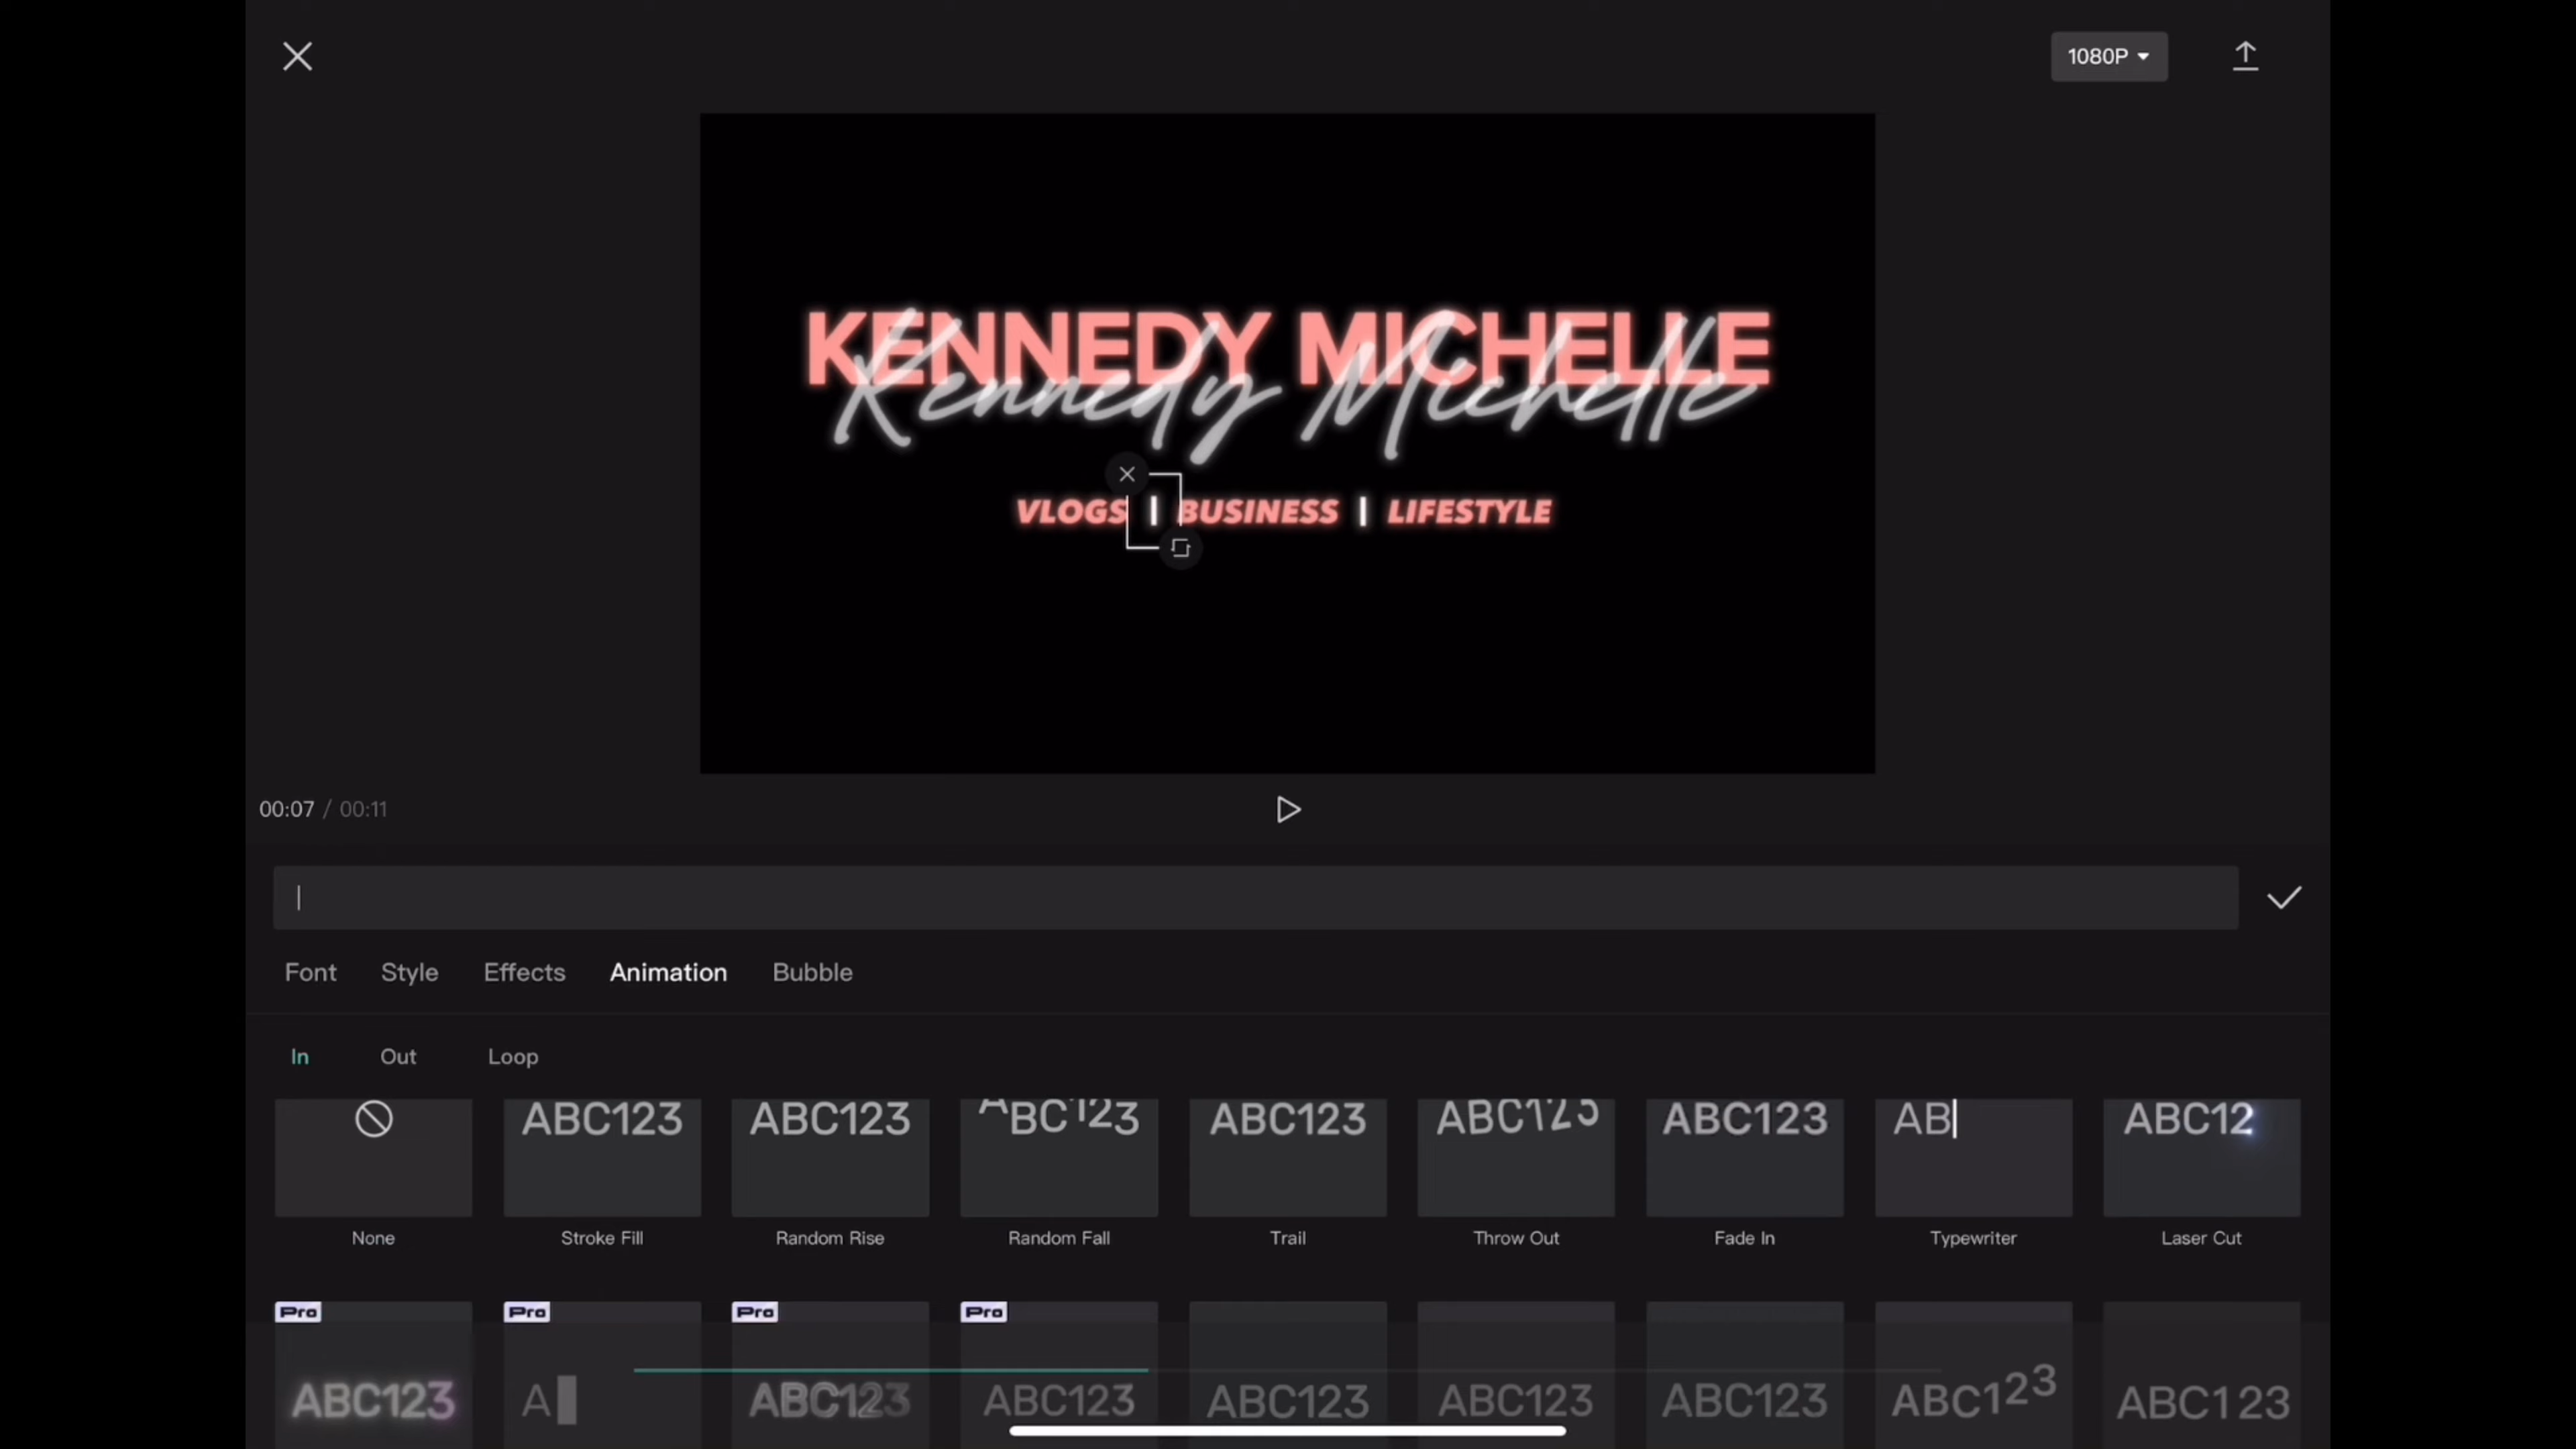 1080P
KENNEDY MICHELLE
Kennedy Michelle
VLOGS | BUSINESS | LIFESTYLE
00:07 / 00:11
|
Font Style Effects Animation Bubble
In Out Loop
ABC123 ABC123 ABC123 ABC123 ABC123 ABC123 AB ABC12
None Stroke Fill Random Rise Random Fall Trail Throw Out Fade In Typewriter Laser Cut
Pro Pro Pro Pro
ABC123 A ABC123 ABC123 ABC123 ABC123 ABC123 ABC123 ABC123